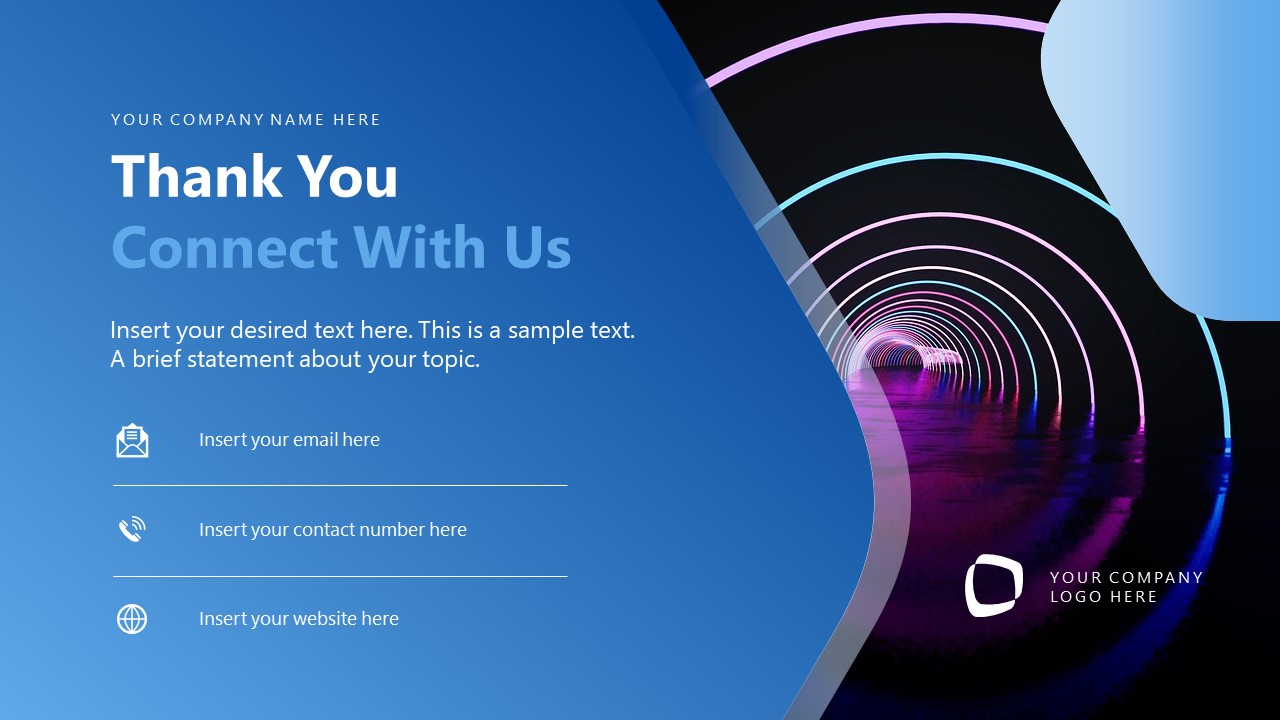 YOUR COMPANY NAME HERE
Thank You
Connect With Us
Insert your desired text here. This is a sample text.
A brief statement about your topic.
Insert your email here
Insert your contact number here
Insert your website here
YOUR COMPANY
LOGO HERE